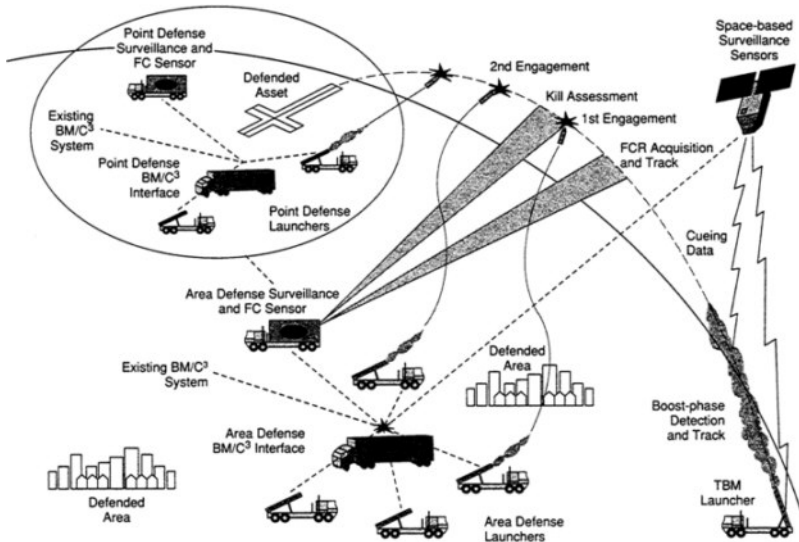 Point Defense
Surveillance and
FC Sensor
Defended
Asset
Existing
BM/C³
System
Point Defense
BM/C³
Interface
Point Defense
Launchers
2nd Engagement
Kill Assessment
1st Engagement
FCR Acquisition
and Track
Space-based
Surveillance
Sensors
Cueing
Data
Area Defense Surveillance
and FC Sensor
Existing BM/C³
System
Defended
Area
Boost-phase
Detection
and Track
Area Defense
BM/C³ Interface
TBM
Launcher
Defended
Area
Area Defense
Launchers